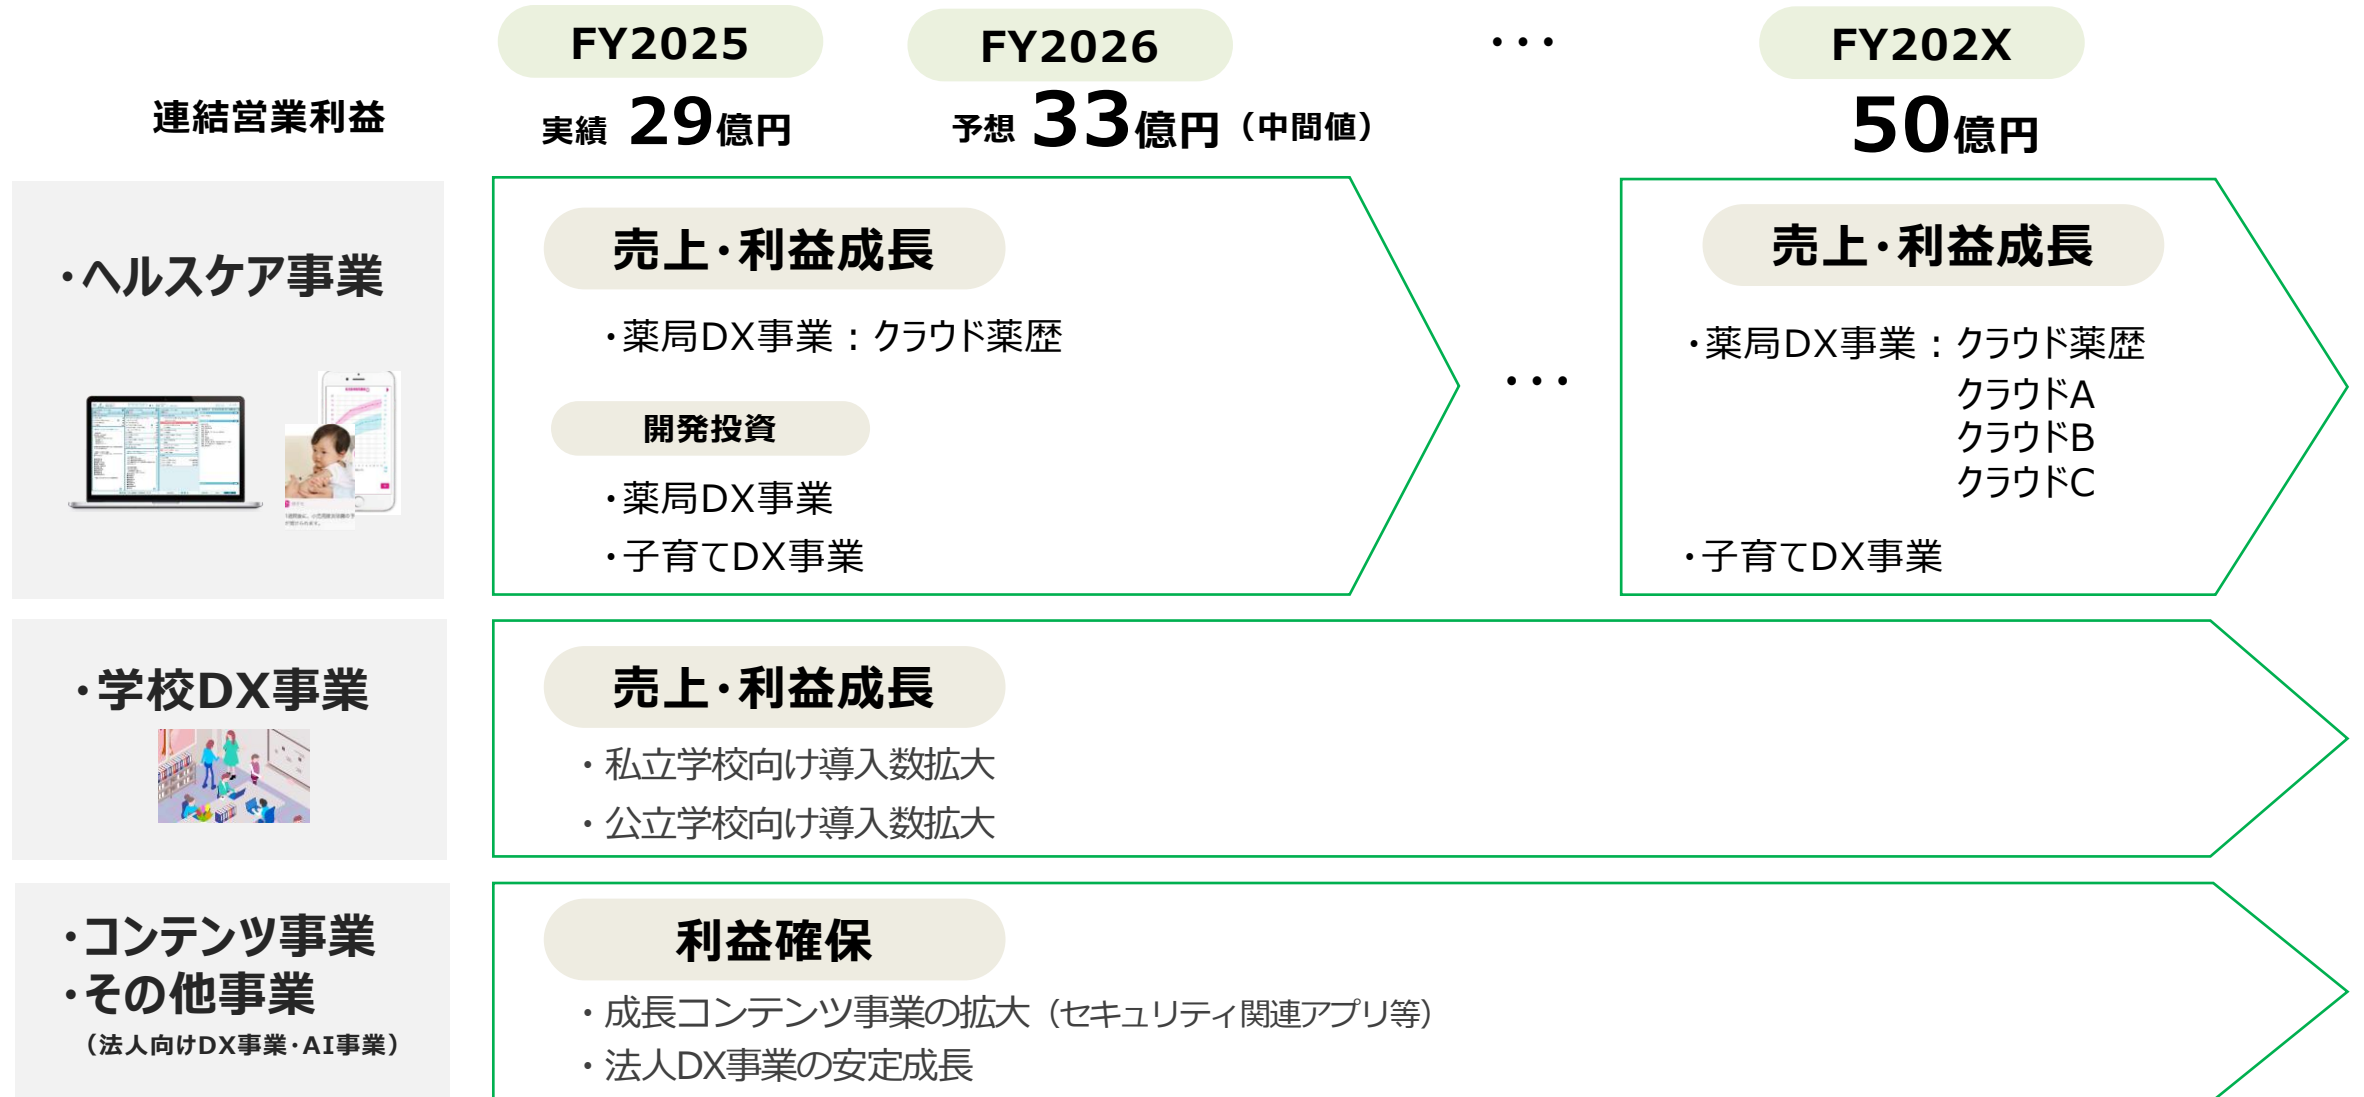 FY2025
FY2026
・・・
FY202X
連結営業利益
実績 29億円
予想 33億円（中間値）
50億円
・ヘルスケア事業
売上・利益成長
・薬局DX事業：クラウド薬歴
開発投資
・薬局DX事業
・子育てDX事業
・・・
売上・利益成長
・薬局DX事業：クラウド薬歴
クラウドA
クラウドB
クラウドC
・子育てDX事業
・学校DX事業
売上・利益成長
・私立学校向け導入数拡大
・公立学校向け導入数拡大
・コンテンツ事業
・その他事業
（法人向けDX事業・AI事業）
利益確保
・成長コンテンツ事業の拡大（セキュリティ関連アプリ等）
・法人DX事業の安定成長